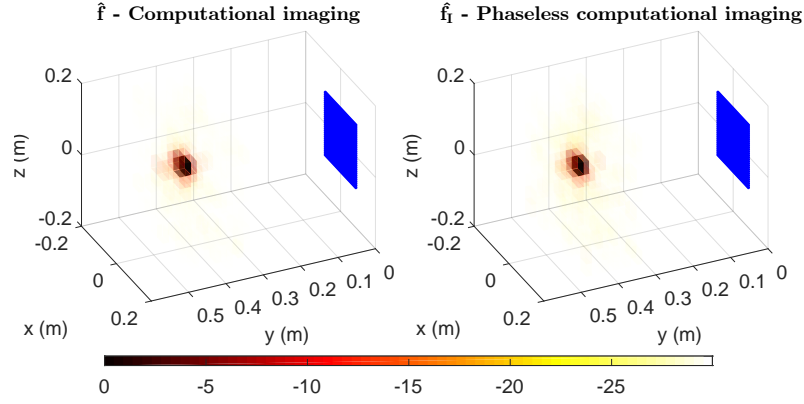 f̂ - Computational imaging
f̂_I - Phaseless computational imaging
0.2
0
-0.2
z (m)
-0.2
0
0.2
x (m)
0.5
0.4
0.3
0.2
0.1
0
y (m)
0.2
0
-0.2
z (m)
-0.2
0
0.2
x (m)
0.5
0.4
0.3
0.2
0.1
0
y (m)
0 -5 -10 -15 -20 -25